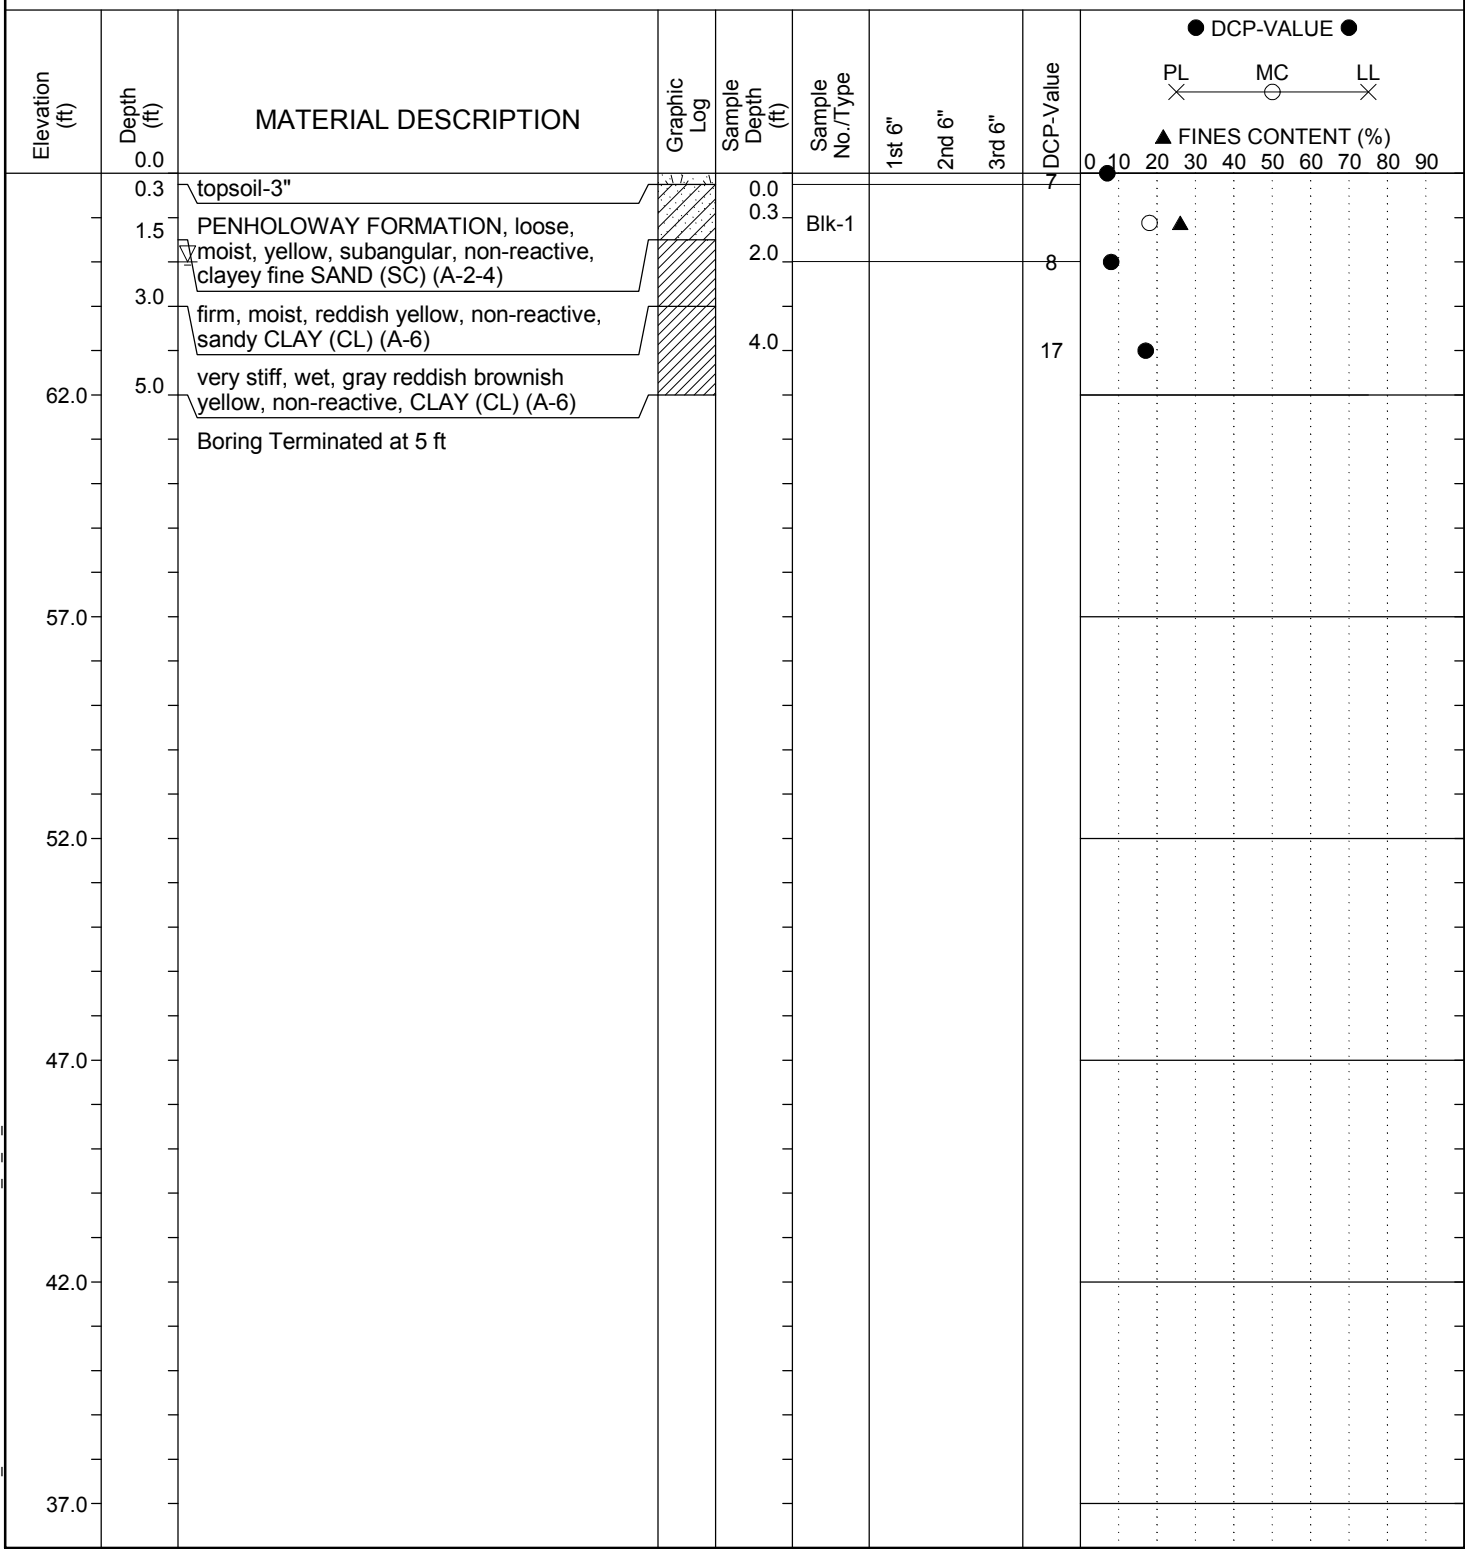 ● DCP-VALUE ●
PL MC LL
▲ FINES CONTENT (%)
0 10 20 30 40 50 60 70 80 90
Elevation
(ft)
Depth
(ft)
0.0
MATERIAL DESCRIPTION
Graphic
Log
Sample
Depth
(ft)
Sample
No./Type
1st 6"
2nd 6"
3rd 6"
DCP-Value
0.3 topsoil-3" 0.0 7
0.3
1.5 PENHOLOWAY FORMATION, loose, Blk-1
moist, yellow, subangular, non-reactive, 2.0
clayey fine SAND (SC) (A-2-4) 8
3.0
firm, moist, reddish yellow, non-reactive,
sandy CLAY (CL) (A-6) 4.0 17
5.0 very stiff, wet, gray reddish brownish
62.0 yellow, non-reactive, CLAY (CL) (A-6)
Boring Terminated at 5 ft
57.0
52.0
47.0
42.0
37.0